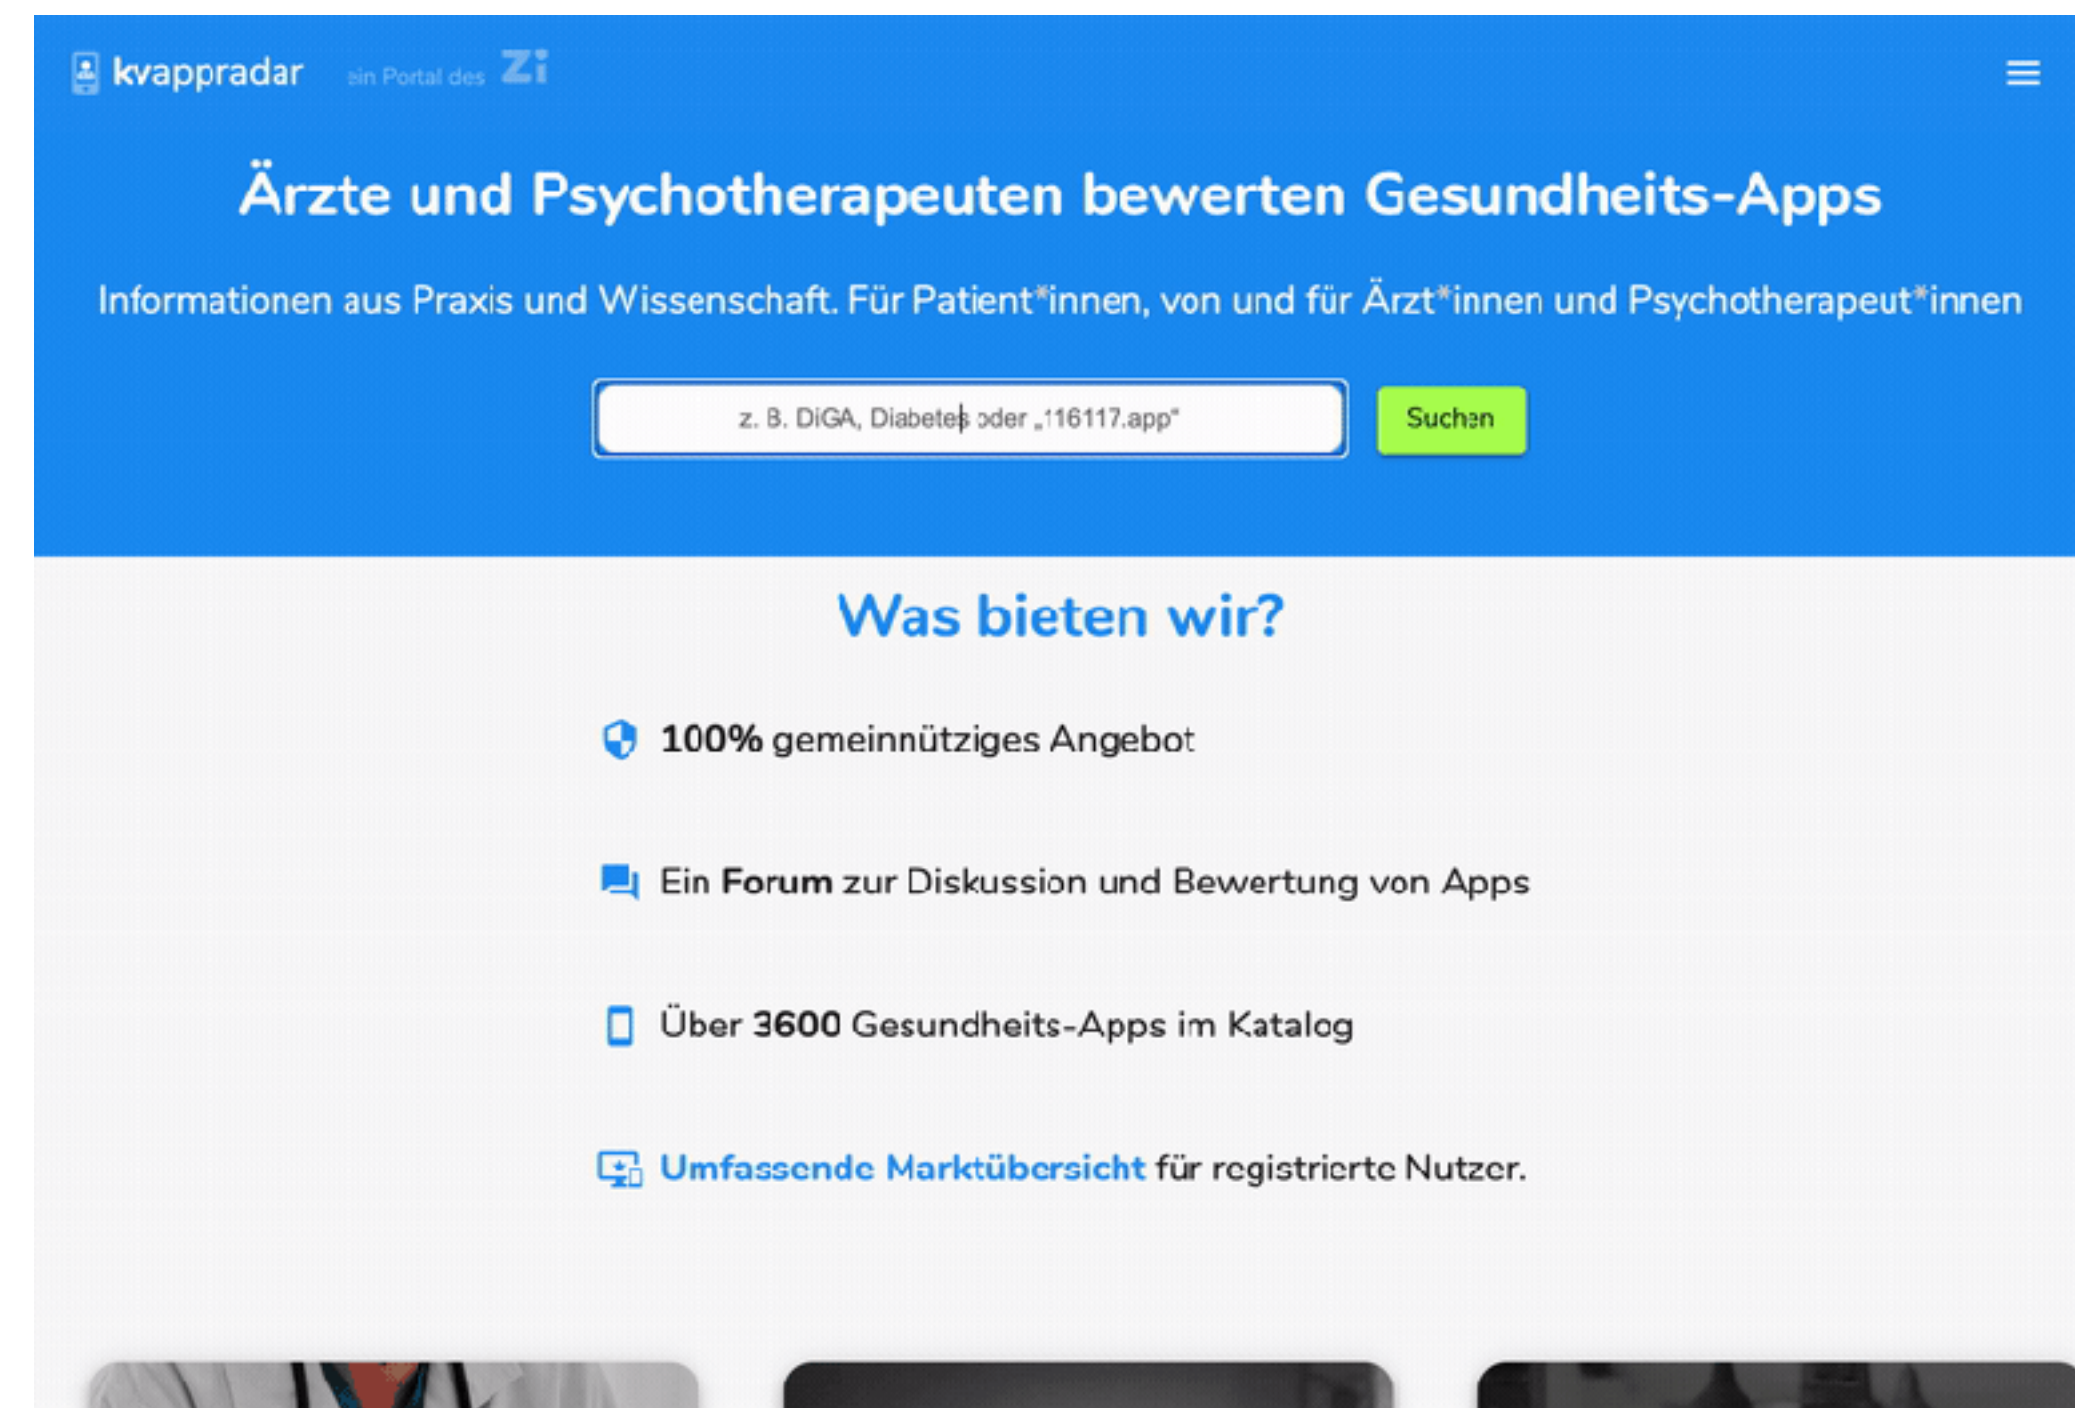 kvappradar ein Portal des Zi
Ärzte und Psychotherapeuten bewerten Gesundheits-Apps
Informationen aus Praxis und Wissenschaft. Für Patient*innen, von und für Ärzt*innen und Psychotherapeut*innen
z. B. DiGA, Diabetes oder „116117.app“ Suchen
Was bieten wir?
100% gemeinnütziges Angebot
Ein Forum zur Diskussion und Bewertung von Apps
Über 3600 Gesundheits-Apps im Katalog
Umfassende Marktübersicht für registrierte Nutzer.